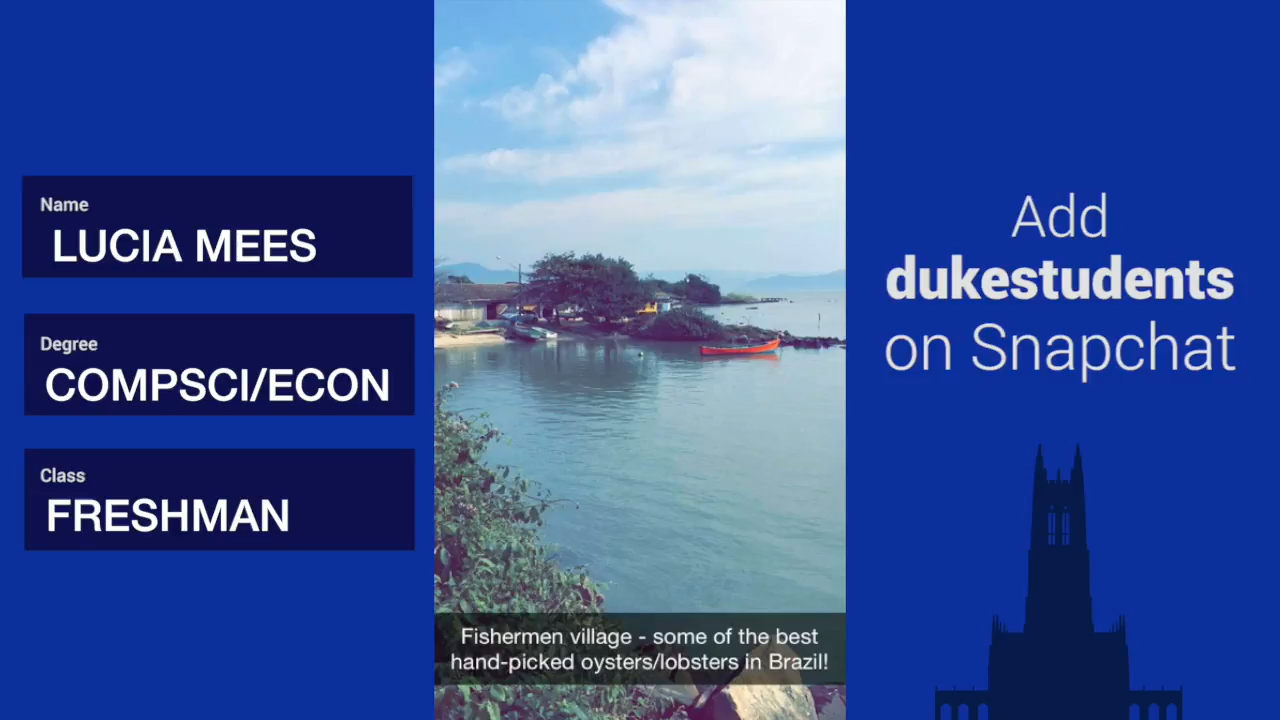 Name
LUCIA MEES
Degree
COMPSCI/ECON
Class
FRESHMAN
Fishermen village - some of the best
hand-picked oysters/lobsters in Brazil!
Add
dukestudents
on Snapchat